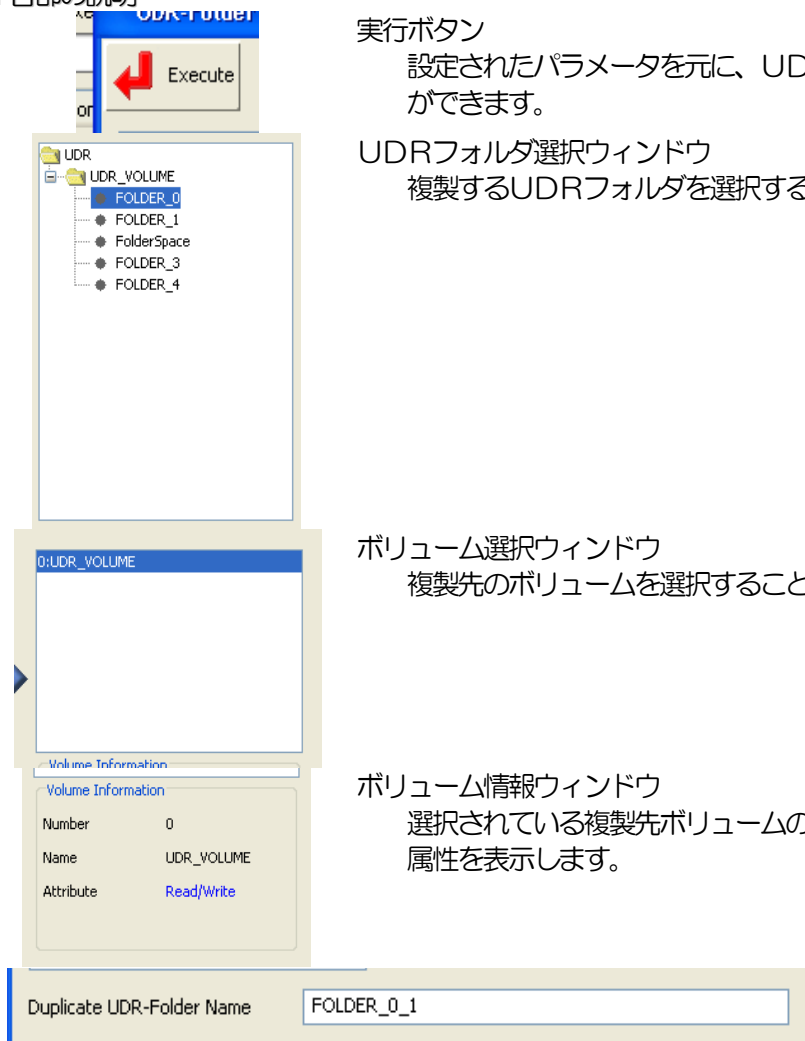 UDR-Folder
Execute
実行ボタン
設定されたパラメータを元に、UD
ができます。
UDR
UDR_VOLUME
FOLDER_0
FOLDER_1
FolderSpace
FOLDER_3
FOLDER_4
UDRフォルダ選択ウィンドウ
複製するUDRフォルダを選択する
0:UDR_VOLUME
ボリューム選択ウィンドウ
複製先のボリュームを選択すること
Volume Information
Volume Information
Number 0
Name UDR_VOLUME
Attribute Read/Write
ボリューム情報ウィンドウ
選択されている複製先ボリュームの
属性を表示します。
Duplicate UDR-Folder Name FOLDER_0_1